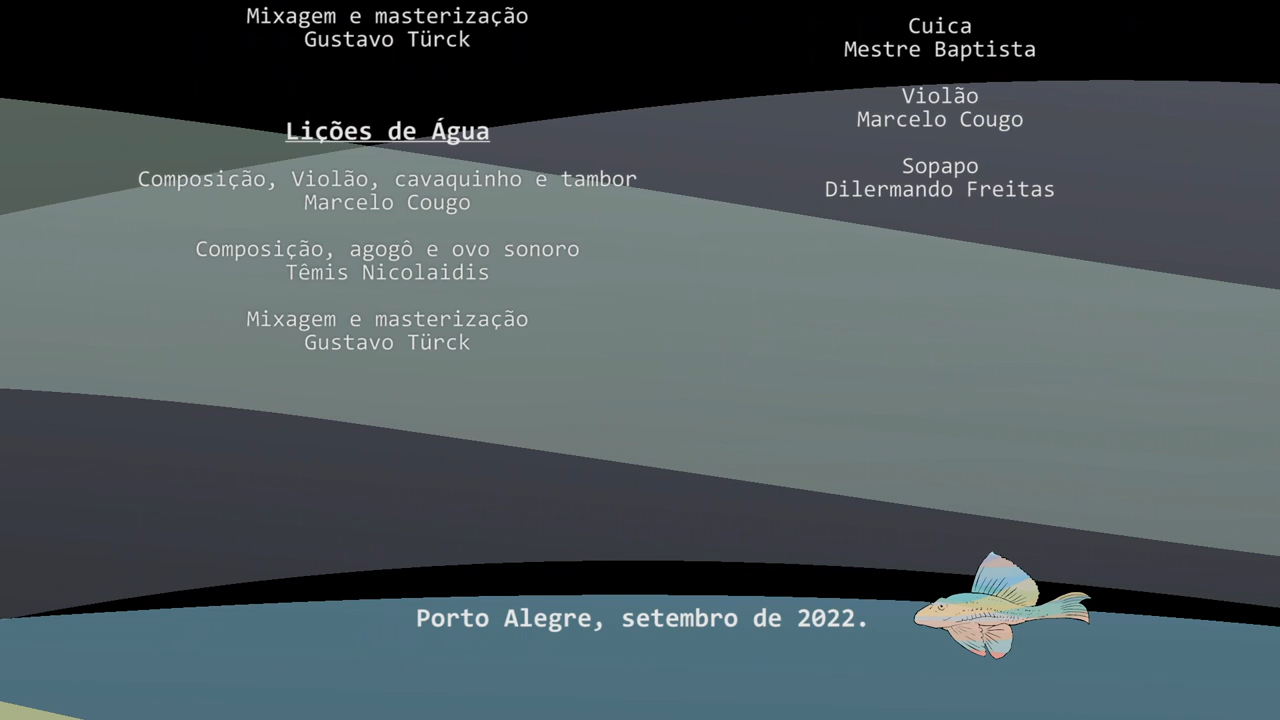 Mixagem e masterização
Gustavo Türck
Lições de Água
Composição, Violão, cavaquinho e tambor
Marcelo Cougo
Composição, agogô e ovo sonoro
Têmis Nicolaidis
Mixagem e masterização
Gustavo Türck
Cuica
Mestre Baptista
Violão
Marcelo Cougo
Sopapo
Dilermando Freitas
Porto Alegre, setembro de 2022.